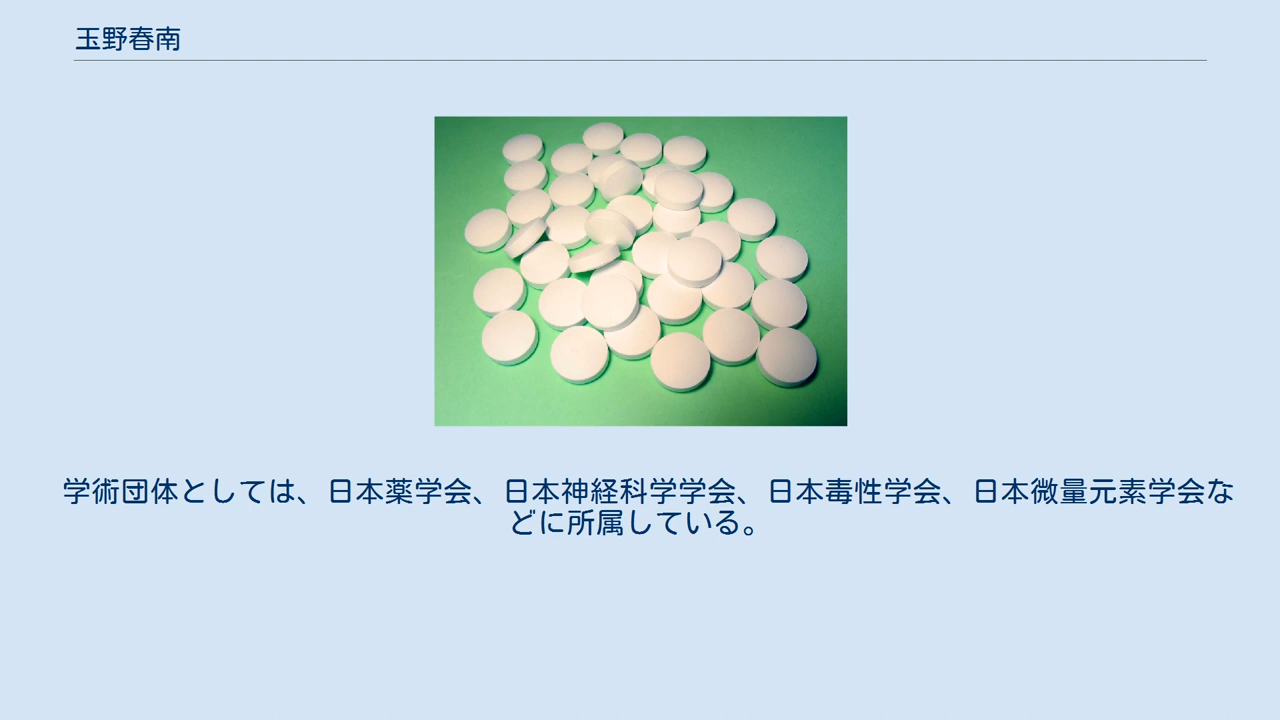 玉野春南
学術団体としては、日本薬学会、日本神経科学学会、日本毒性学会、日本微量元素学会な
どに所属している。